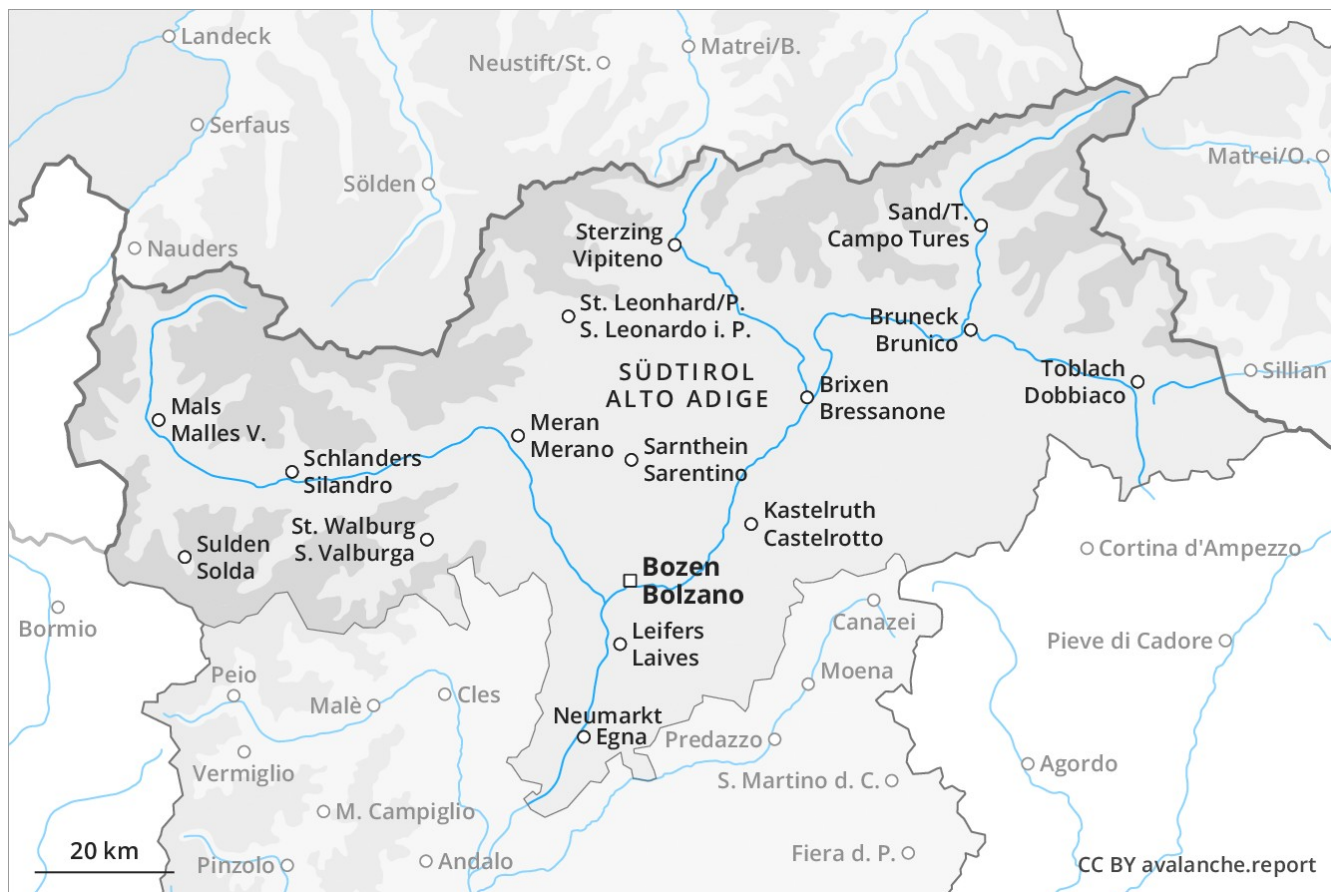 Landeck
Matrei/B.
Neustift/St.
Serfaus
Matrei/O.
Sölden
Sand/T.
Campo Tures
Sterzing
Vipiteno
Nauders
St. Leonhard/P.
S. Leonardo i. P.
Bruneck
Brunico
SÜDTIROL
ALTO ADIGE
Toblach
Dobbiaco
Sillian
Brixen
Bressanone
Mals
Malles V.
Meran
Merano
Sarnthein
Sarentino
Schlanders
Silandro
Kastelruth
Castelrotto
St. Walburg
S. Valburga
Sulden
Solda
Cortina d'Ampezzo
Bozen
Bolzano
Bormio
Canazei
Leifers
Laives
Pieve di Cadore
Peio
Moena
Malè
Cles
Neumarkt
Egna
Predazzo
Vermiglio
Agordo
S. Martino d. C.
M. Campiglio
20 km
Pinzolo
Andalo
Fiera d. P.
CC BY avalanche.report